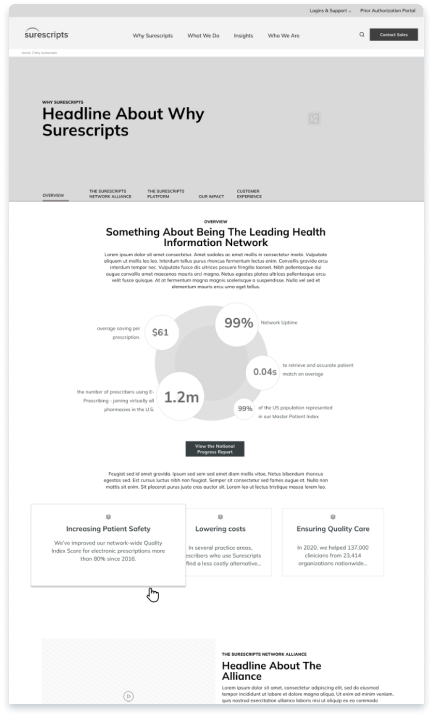 Logins & Support
Prior Authorization Portal
surescripts
Why Surescripts
What We Do
Insights
Who We Are
Contact Sales
WHY SURESCRIPTS
Headline About Why
Surescripts
OVERVIEW
THE SURESCRIPTS
NETWORK ALLIANCE
THE SURESCRIPTS
PLATFORM
OUR IMPACT
CUSTOMER
EXPERIENCE
OVERVIEW
Something About Being The Leading Health
Information Network
Lorem ipsum dolor sit amet consectetur. Amet sodales ac amet mollis in consectetur morbi. Vulputate
aliquam ut mollis leo leo. Interdum tellus purus rhoncus fermentum lectus enim. Convallis gravida arcu
interdum tempor nec. Vulputate fusce dis ultrices posuere fringilla laoreet. Nibh pellentesque dui
augue convallis amet maecenas mauris orci magna. Netus egestas platea ultrices pellentesque arcu
velit fusce quisque. At at fermentum magna magnis scelerisque a suspendisse. Nulla vel sed et
elementum mauris arcu urna eget tellus.
average saving per
prescription.
$61
99%
Network Uptime
0.04s
to retrieve and accurate patient
match on average
the number of prescribers using E-
Prescribing - joining virtually all
pharmacies in the U.S.
1.2m
99%
of the US population represented
in our Master Patient Index
View the National
Progress Report
Feugiat sed id amet gravida. Ipsum sed sem sed amet diam mollis vitae. Netus bibendum rhoncus
egestas sed. Est cursus luctus nibh non feugiat. Semper sit consectetur sed fames augue at. Nulla non
mattis sit enim. Sit placerat purus justo cras auctor sit. Lorem leo ut lectus tristique massa lorem leo.
Increasing Patient Safety
We've improved our network-wide Quality
Index Score for electronic prescriptions more
than 80% since 2016.
Lowering costs
In several practice areas,
escribers who use Surescripts
find a less costly alternative...
Ensuring Quality Care
In 2020, we helped 137,000
clinicians from 23,414
organizations nationwide...
THE SURESCRIPTS NETWORK ALLIANCE
Headline About The
Alliance
Lorem ipsum dolor sit amet, consectetur adipiscing elit, sed do eiusmod
tempor incididunt ut labore et dolore magna aliqua. Ut enim ad minim veniam,
quis nostrud exercitation ullamco laboris nisi ut aliquip ex ea commodo